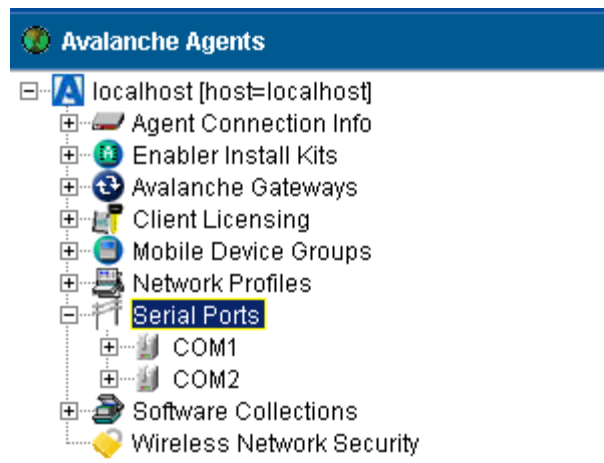 Avalanche Agents
localhost [host=localhost]
Agent Connection Info
Enabler Install Kits
Avalanche Gateways
Client Licensing
Mobile Device Groups
Network Profiles
Serial Ports
COM1
COM2
Software Collections
Wireless Network Security